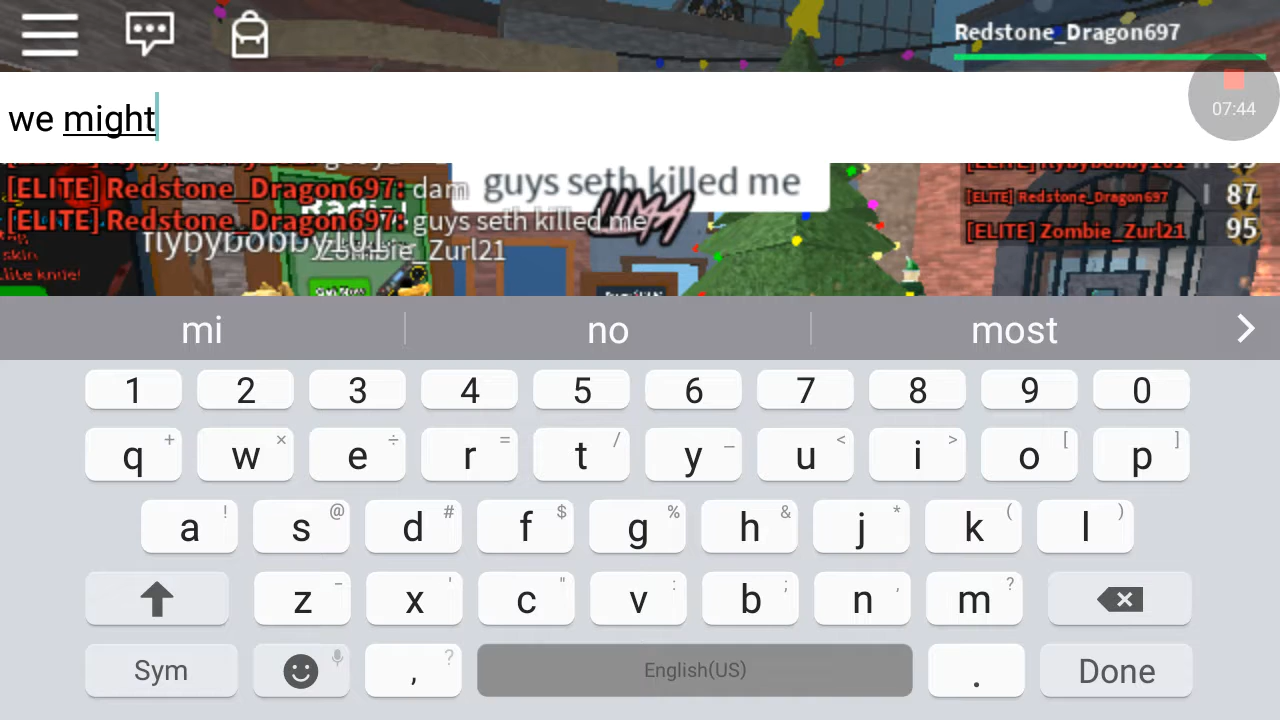 Redstone_Dragon697
07:44
we might
[ELITE] Redstone_Dragon697: dam
guys seth killed me
[ELITE] Redstone_Dragon697 87
[ELITE] Redstone_Dragon697: guys seth killed me
[ELITE] Zombie_Zurl21 95
flybybobby101
Zombie_Zurl21
skin
mi no most
1 2 3 4 5 6 7 8 9 0
q + w × e ÷ r = t / y _ u < i > o [ p ]
a ! s @ d # f $ g % h & j * k ( l )
z - x ' c " v : b ; n , m ?
Sym , ? English(US) . Done